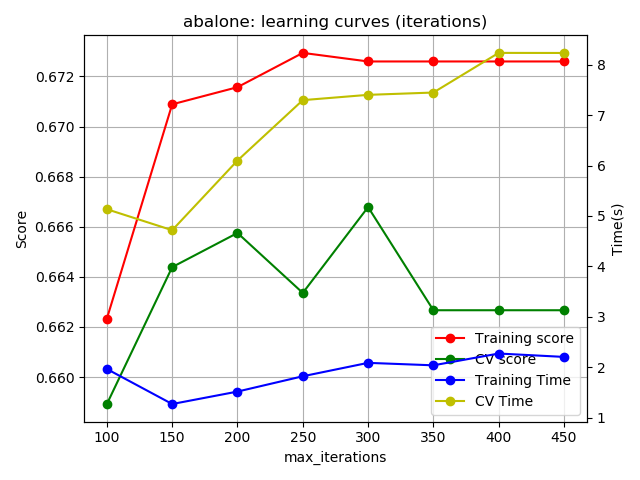 abalone: learning curves (iterations)
0.672
0.670
0.668
0.666
0.664
0.662
0.660
Score
8
7
6
5
4
3
2
1
Time(s)
Training score
CV score
Training Time
CV Time
100 150 200 250 300 350 400 450
max_iterations